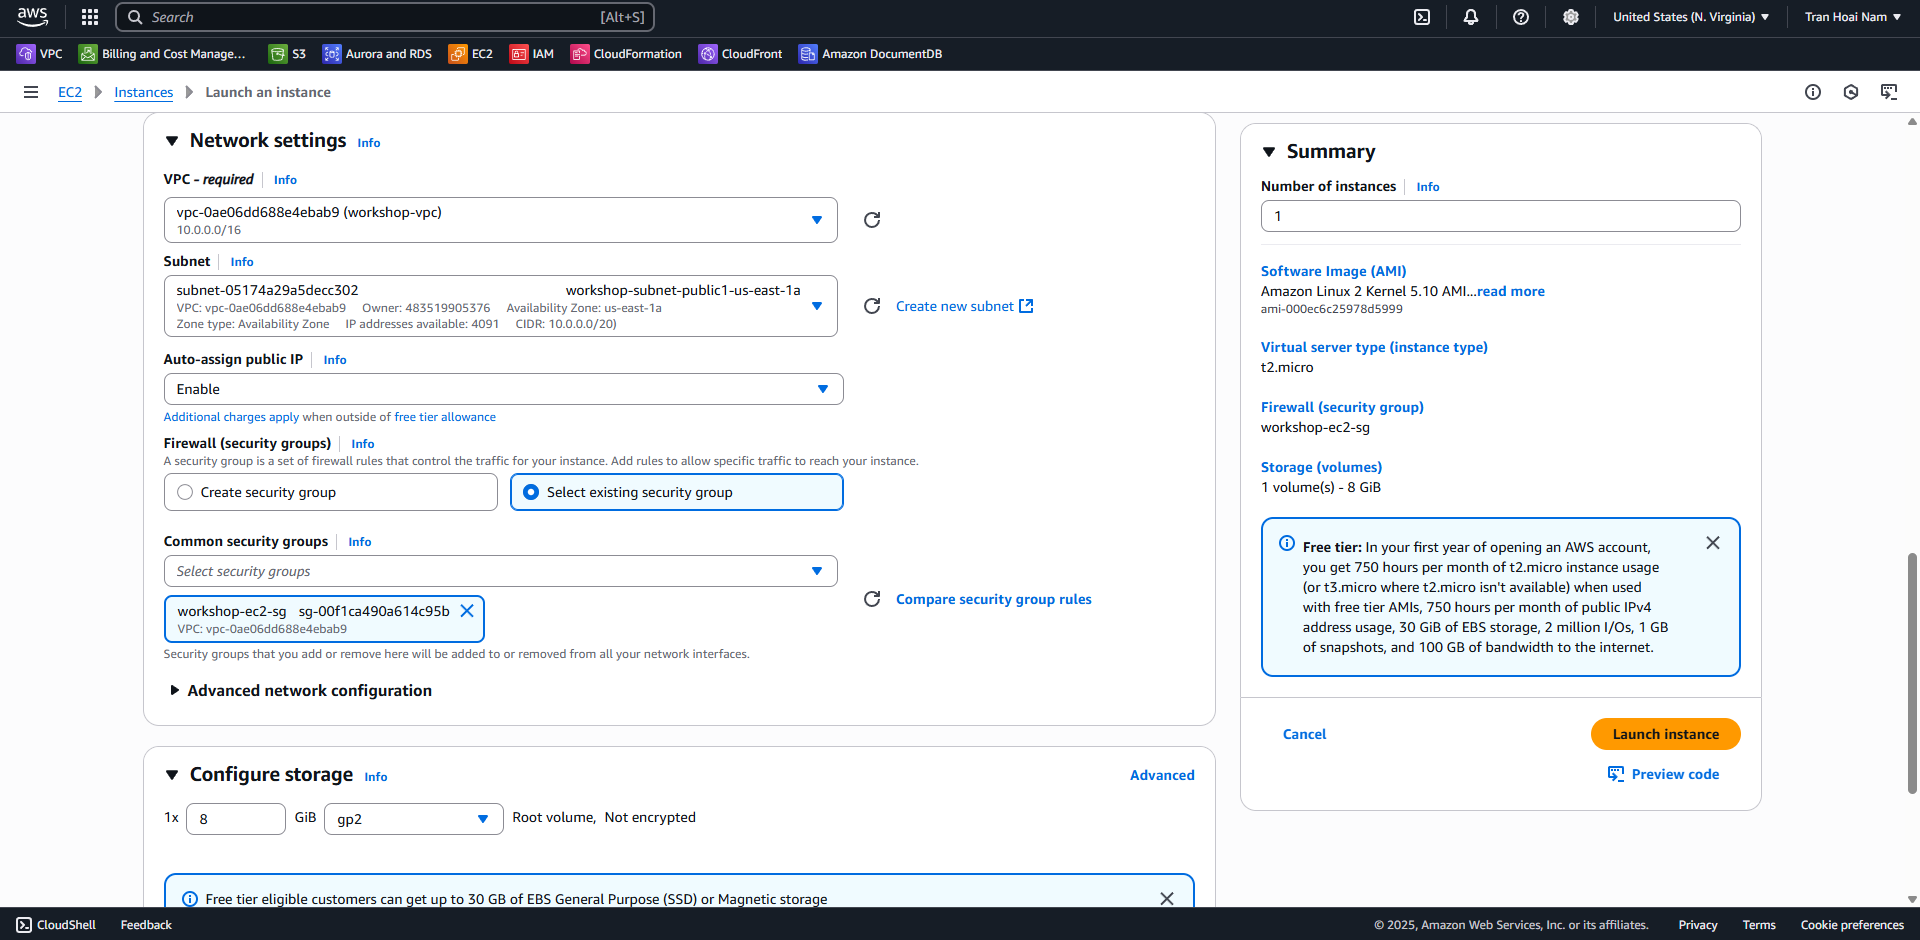 aws
Search [Alt+S]
United States (N. Virginia)
Tran Hoai Nam
VPC
Billing and Cost Manage...
S3
Aurora and RDS
EC2
IAM
CloudFormation
CloudFront
Amazon DocumentDB
EC2
Instances
Launch an instance
Network settings Info
VPC - required Info
vpc-0ae06dd688e4ebab9 (workshop-vpc)
10.0.0.0/16
Subnet Info
subnet-05174a29a5decc302 workshop-subnet-public1-us-east-1a
VPC: vpc-0ae06dd688e4ebab9 Owner: 483519905376 Availability Zone: us-east-1a
Zone type: Availability Zone IP addresses available: 4091 CIDR: 10.0.0.0/20)
Create new subnet
Auto-assign public IP Info
Enable
Additional charges apply when outside of free tier allowance
Firewall (security groups) Info
A security group is a set of firewall rules that control the traffic for your instance. Add rules to allow specific traffic to reach your instance.
Create security group
Select existing security group
Common security groups Info
Select security groups
workshop-ec2-sg sg-00f1ca490a614c95b
VPC: vpc-0ae06dd688e4ebab9
Compare security group rules
Security groups that you add or remove here will be added to or removed from all your network interfaces.
Advanced network configuration
Configure storage Info
Advanced
1x 8 GiB gp2 Root volume, Not encrypted
Free tier eligible customers can get up to 30 GB of EBS General Purpose (SSD) or Magnetic storage
Summary
Number of instances Info
1
Software Image (AMI)
Amazon Linux 2 Kernel 5.10 AMI...read more
ami-000ec6c25978d5999
Virtual server type (instance type)
t2.micro
Firewall (security group)
workshop-ec2-sg
Storage (volumes)
1 volume(s) - 8 GiB
Free tier: In your first year of opening an AWS account,
you get 750 hours per month of t2.micro instance usage
(or t3.micro where t2.micro isn't available) when used
with free tier AMIs, 750 hours per month of public IPv4
address usage, 30 GiB of EBS storage, 2 million I/Os, 1 GB
of snapshots, and 100 GB of bandwidth to the internet.
Cancel
Launch instance
Preview code
CloudShell
Feedback
© 2025, Amazon Web Services, Inc. or its affiliates.
Privacy
Terms
Cookie preferences